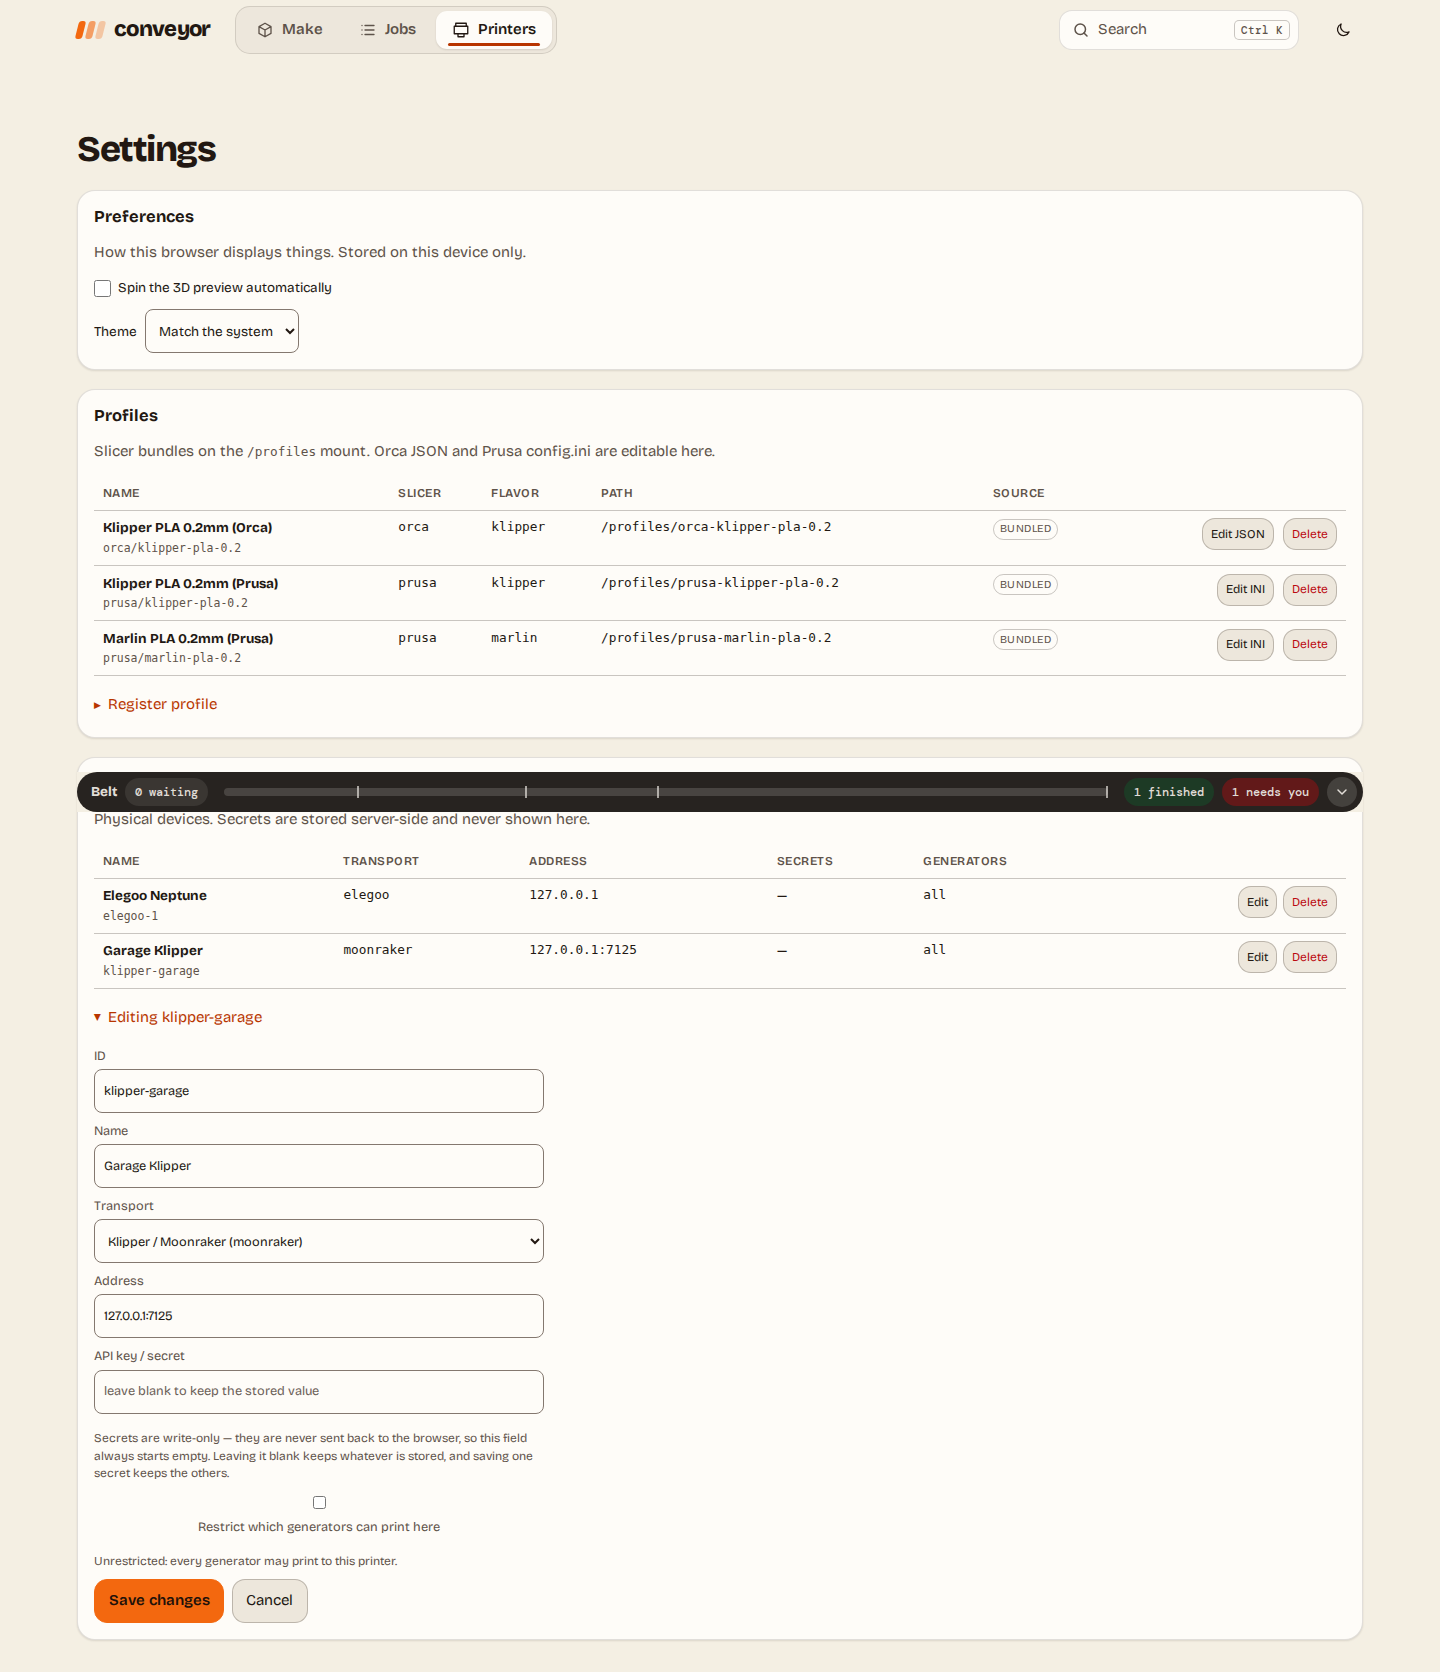 conveyor
Make
Jobs
Printers
Search
Ctrl K
Settings
Preferences
How this browser displays things. Stored on this device only.
Spin the 3D preview automatically
Theme
Match the system
Profiles
Slicer bundles on the /profiles mount. Orca JSON and Prusa config.ini are editable here.
NAME SLICER FLAVOR PATH SOURCE
Klipper PLA 0.2mm (Orca) orca klipper /profiles/orca-klipper-pla-0.2 BUNDLED Edit JSON Delete
orca/klipper-pla-0.2
Klipper PLA 0.2mm (Prusa) prusa klipper /profiles/prusa-klipper-pla-0.2 BUNDLED Edit INI Delete
prusa/klipper-pla-0.2
Marlin PLA 0.2mm (Prusa) prusa marlin /profiles/prusa-marlin-pla-0.2 BUNDLED Edit INI Delete
prusa/marlin-pla-0.2
▸ Register profile
Belt 0 waiting 1 finished 1 needs you
Physical devices. Secrets are stored server-side and never shown here.
NAME TRANSPORT ADDRESS SECRETS GENERATORS
Elegoo Neptune elegoo 127.0.0.1 — all Edit Delete
elegoo-1
Garage Klipper moonraker 127.0.0.1:7125 — all Edit Delete
klipper-garage
▾ Editing klipper-garage
ID
klipper-garage
Name
Garage Klipper
Transport
Klipper / Moonraker (moonraker)
Address
127.0.0.1:7125
API key / secret
leave blank to keep the stored value
Secrets are write-only — they are never sent back to the browser, so this field
always starts empty. Leaving it blank keeps whatever is stored, and saving one
secret keeps the others.
Restrict which generators can print here
Unrestricted: every generator may print to this printer.
Save changes
Cancel